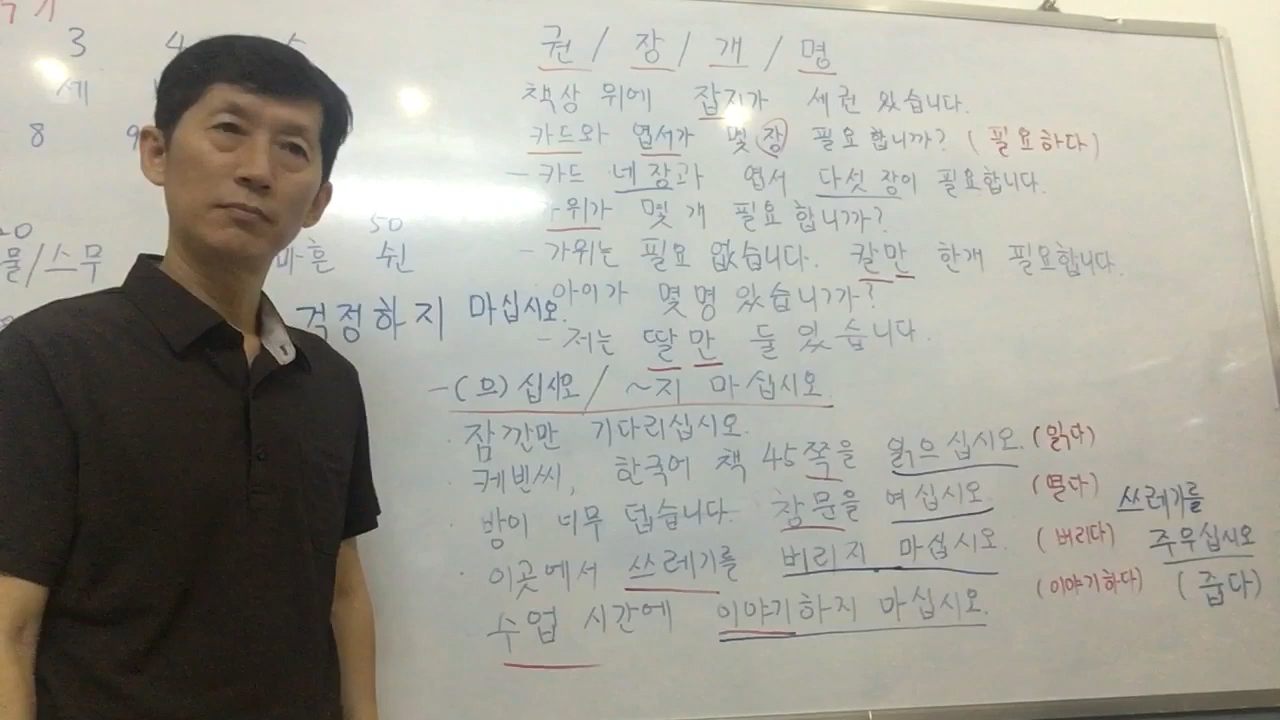 3 4
세
8 9
50
물/스무 마흔 쉰
걱정하지 마십시오.
권 / 장 / 개 / 명
책상 위에 잡지가 세권 있습니다.
카드와 엽서가 몇 장 필요합니까? (필요하다)
- 카드 네 장과 엽서 다섯 장이 필요합니다.
위가 몇 개 필요합니까?
- 가위는 필요 없습니다. 칼만 한개 필요합니다.
아이가 몇 명 있습니까?
- 저는 딸만 둘 있습니다.
-(으)십시오/ ~지 마십시오.
· 잠깐만 기다리십시오.
· 케빈씨, 한국어 책 45쪽을 읽으십시오. (읽다)
· 방이 너무 덥습니다. 창문을 여십시오. (열다)
· 이곳에서 쓰레기를 버리지 마십시오. (버리다)
쓰레기를 주우십시오 (줍다)
수업 시간에 이야기하지 마십시오. (이야기하다)